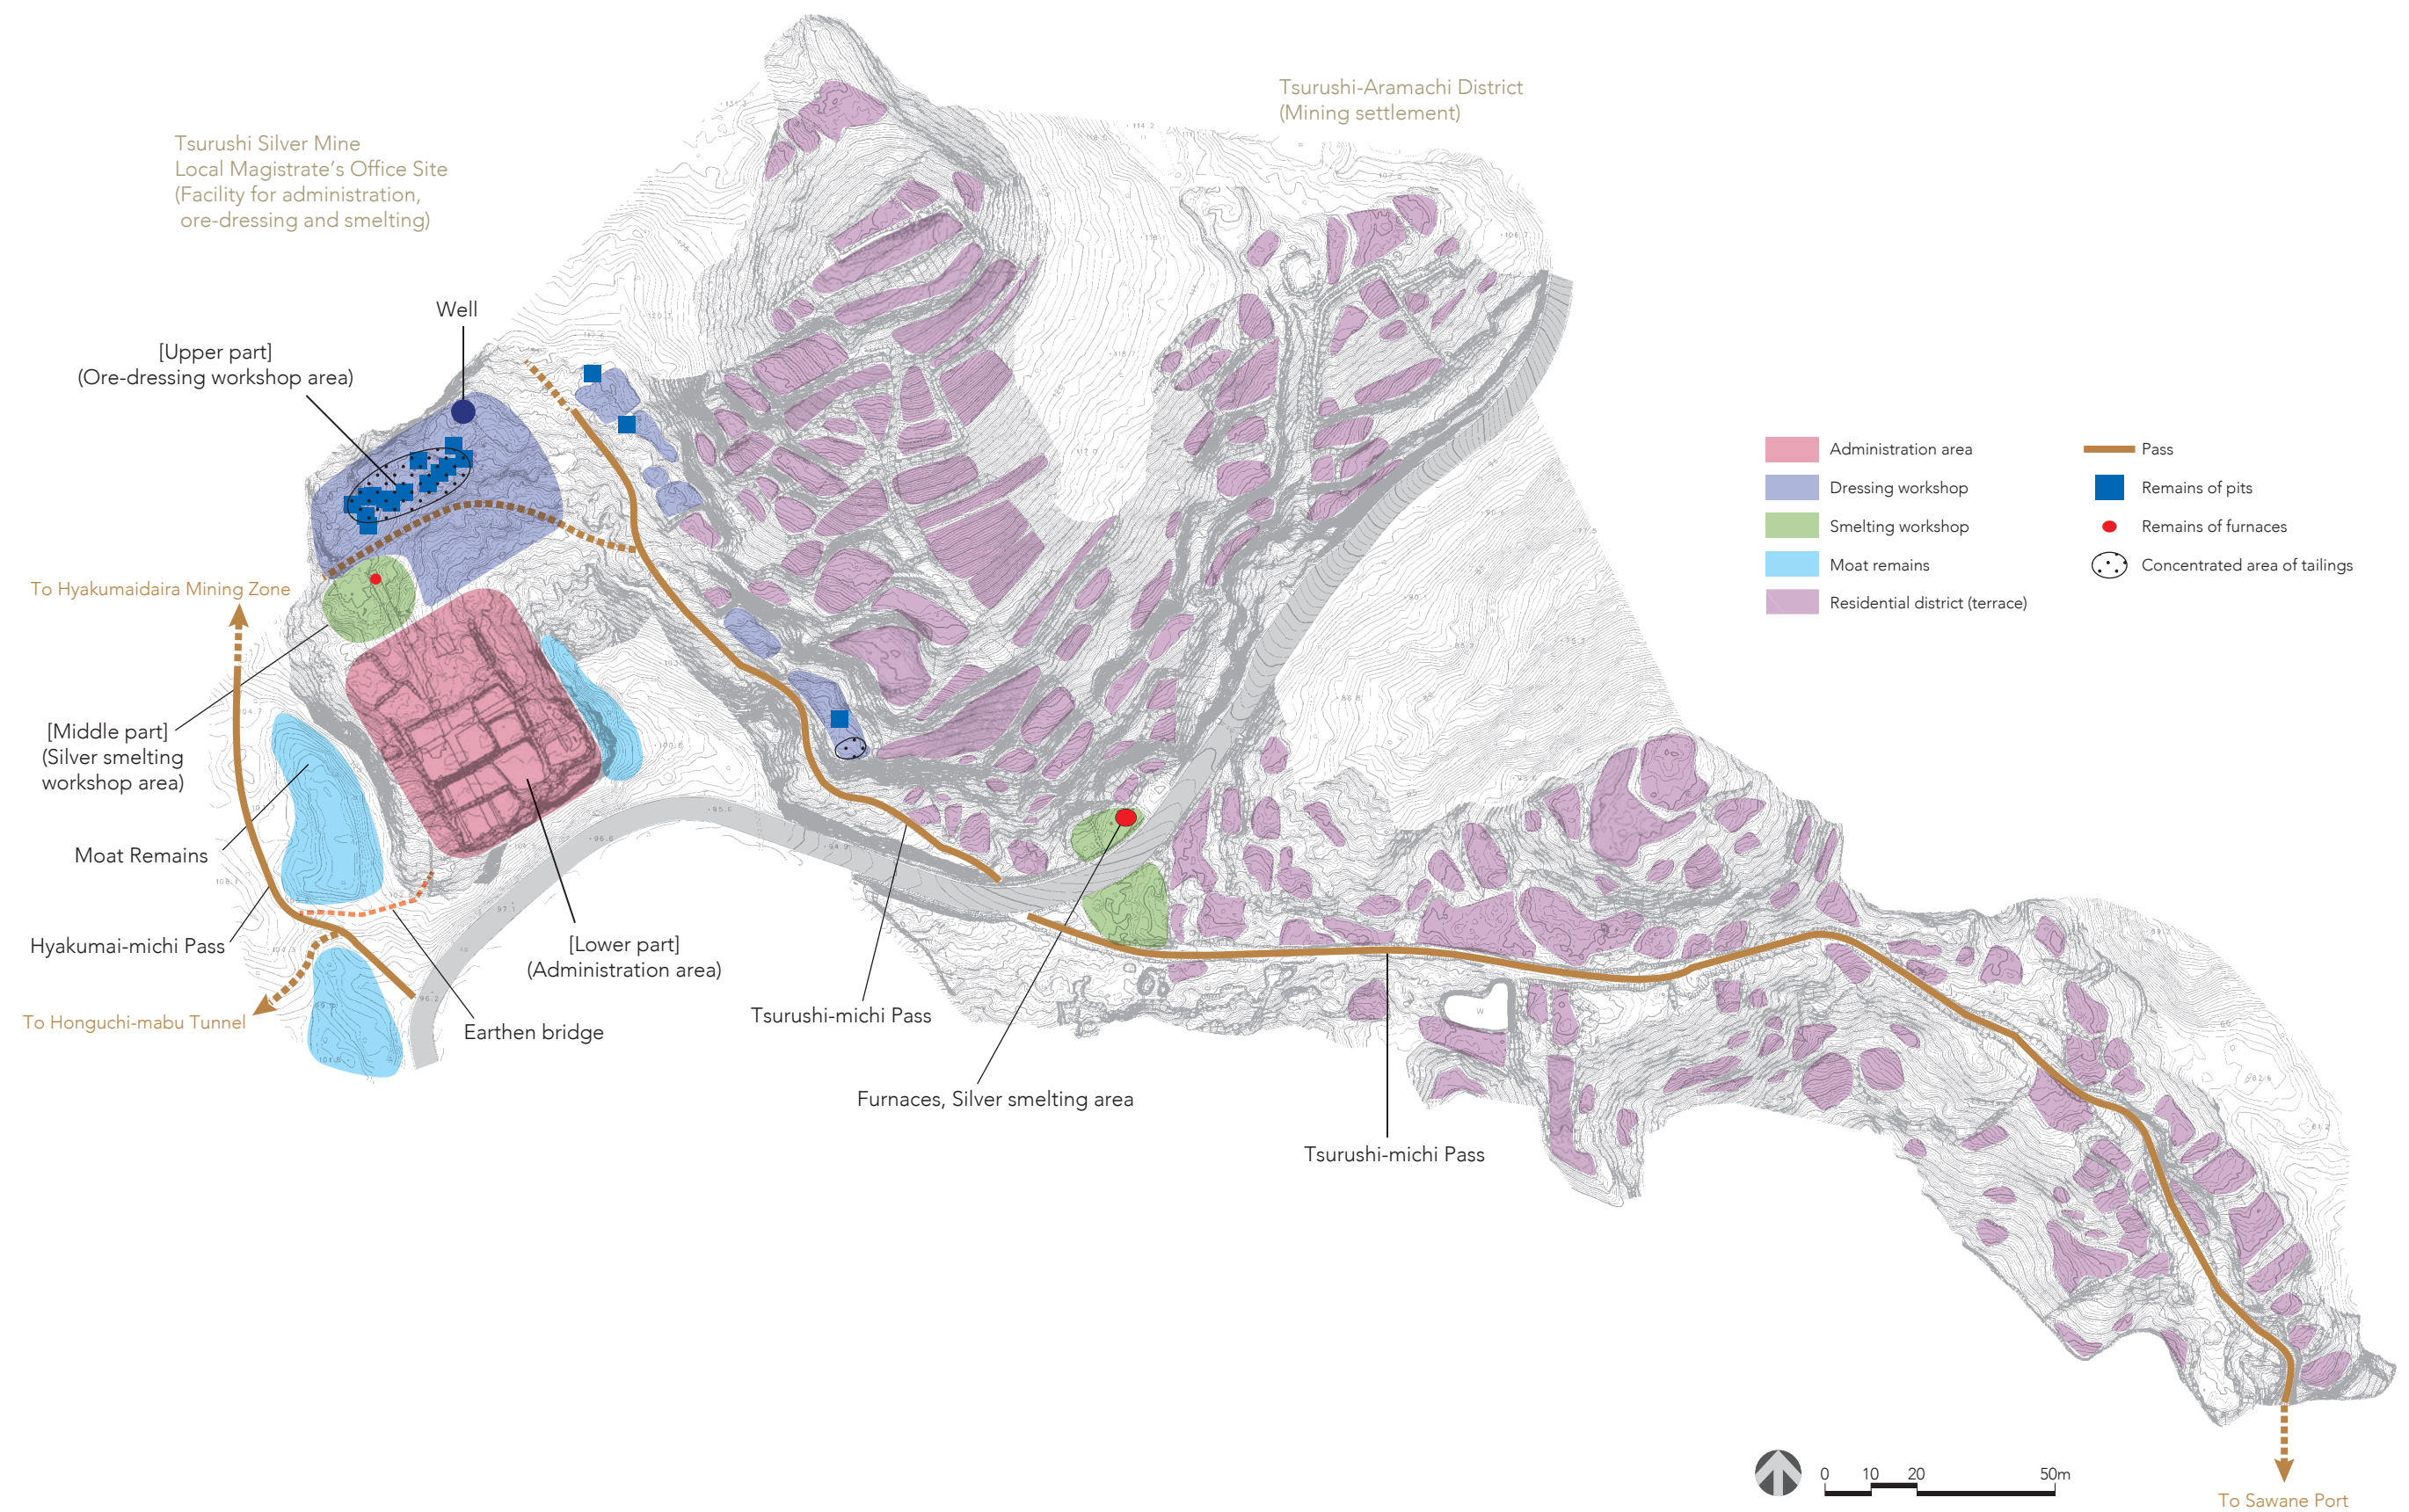 Tsurushi-Aramachi District
(Mining settlement)
Tsurushi Silver Mine
Local Magistrate's Office Site
(Facility for administration,
ore-dressing and smelting)
Well
[Upper part]
(Ore-dressing workshop area)
To Hyakumaidaira Mining Zone
[Middle part]
(Silver smelting
workshop area)
Moat Remains
Hyakumai-michi Pass
To Honguchi-mabu Tunnel
[Lower part]
(Administration area)
Earthen bridge
Tsurushi-michi Pass
Furnaces, Silver smelting area
Tsurushi-michi Pass
Administration area
Dressing workshop
Smelting workshop
Moat remains
Residential district (terrace)
Pass
Remains of pits
Remains of furnaces
Concentrated area of tailings
W
0 10 20 50m
To Sawane Port